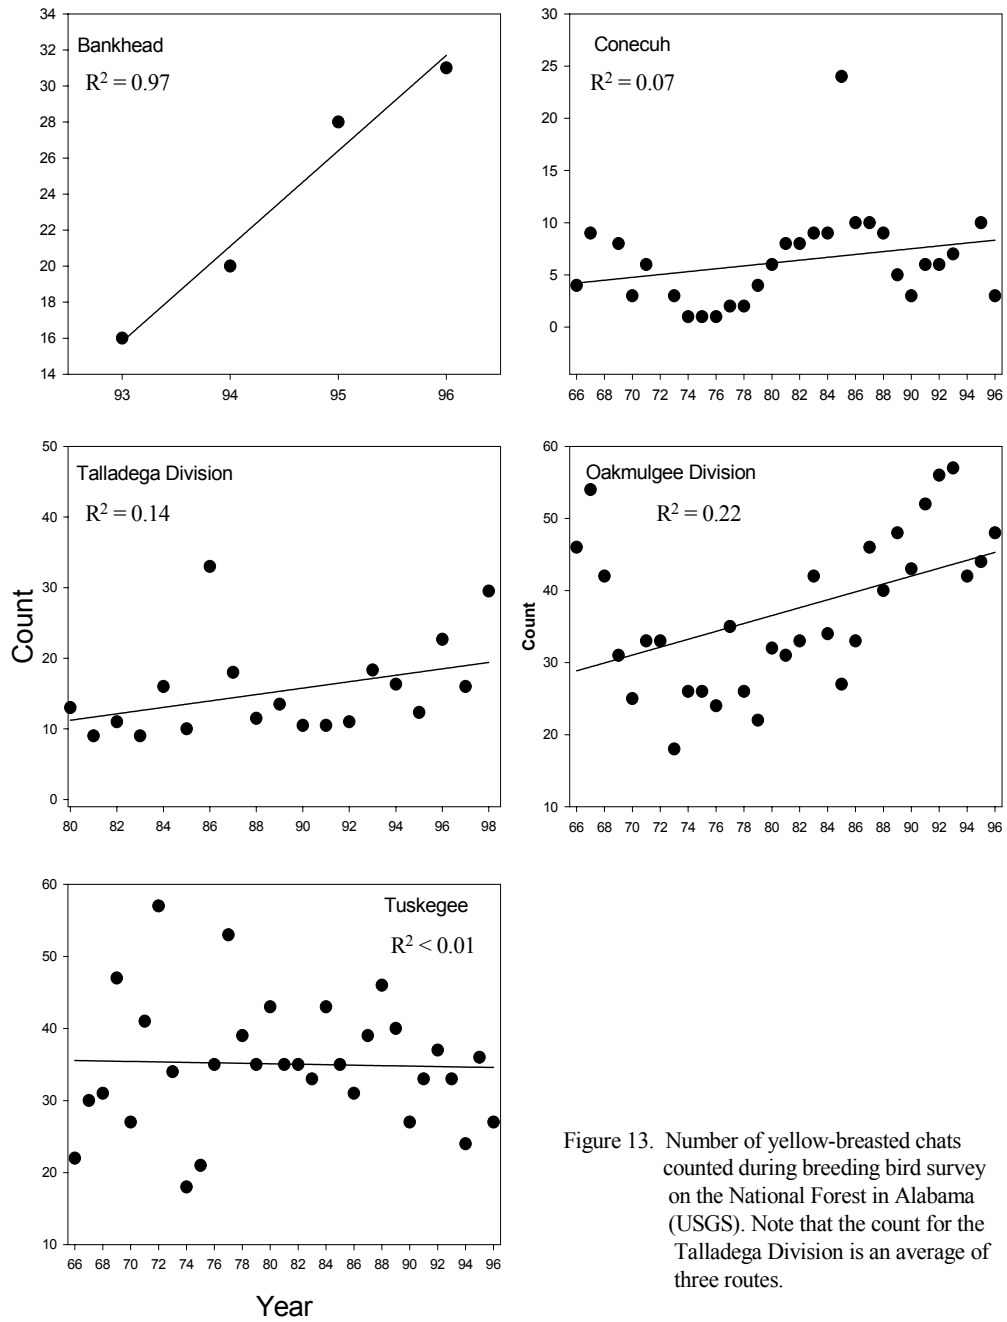 Bankhead
R² = 0.97
34
32
30
28
26
24
22
20
18
16
14
93 94 95 96
Conecuh
R² = 0.07
30
25
20
15
10
5
0
66 68 70 72 74 76 78 80 82 84 86 88 90 92 94 96
Talladega Division
R² = 0.14
50
40
30
20
10
0
80 82 84 86 88 90 92 94 96 98
Count
Oakmulgee Division
R² = 0.22
60
50
40
30
20
10
66 68 70 72 74 76 78 80 82 84 86 88 90 92 94 96
Count
Tuskegee
R² < 0.01
60
50
40
30
20
10
66 68 70 72 74 76 78 80 82 84 86 88 90 92 94 96
Year
Figure 13. Number of yellow-breasted chats
counted during breeding bird survey
on the National Forest in Alabama
(USGS). Note that the count for the
Talladega Division is an average of
three routes.